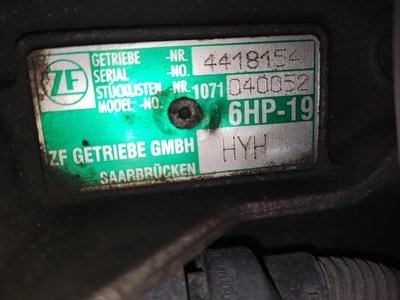 ZF
GETRIEBE -NR. 4418154
SERIAL -NO.
STÜCKLISTEN -NR. 1071 040052
MODEL -NO.
6HP-19
ZF GETRIEBE GMBH HYH
SAARBRÜCKEN